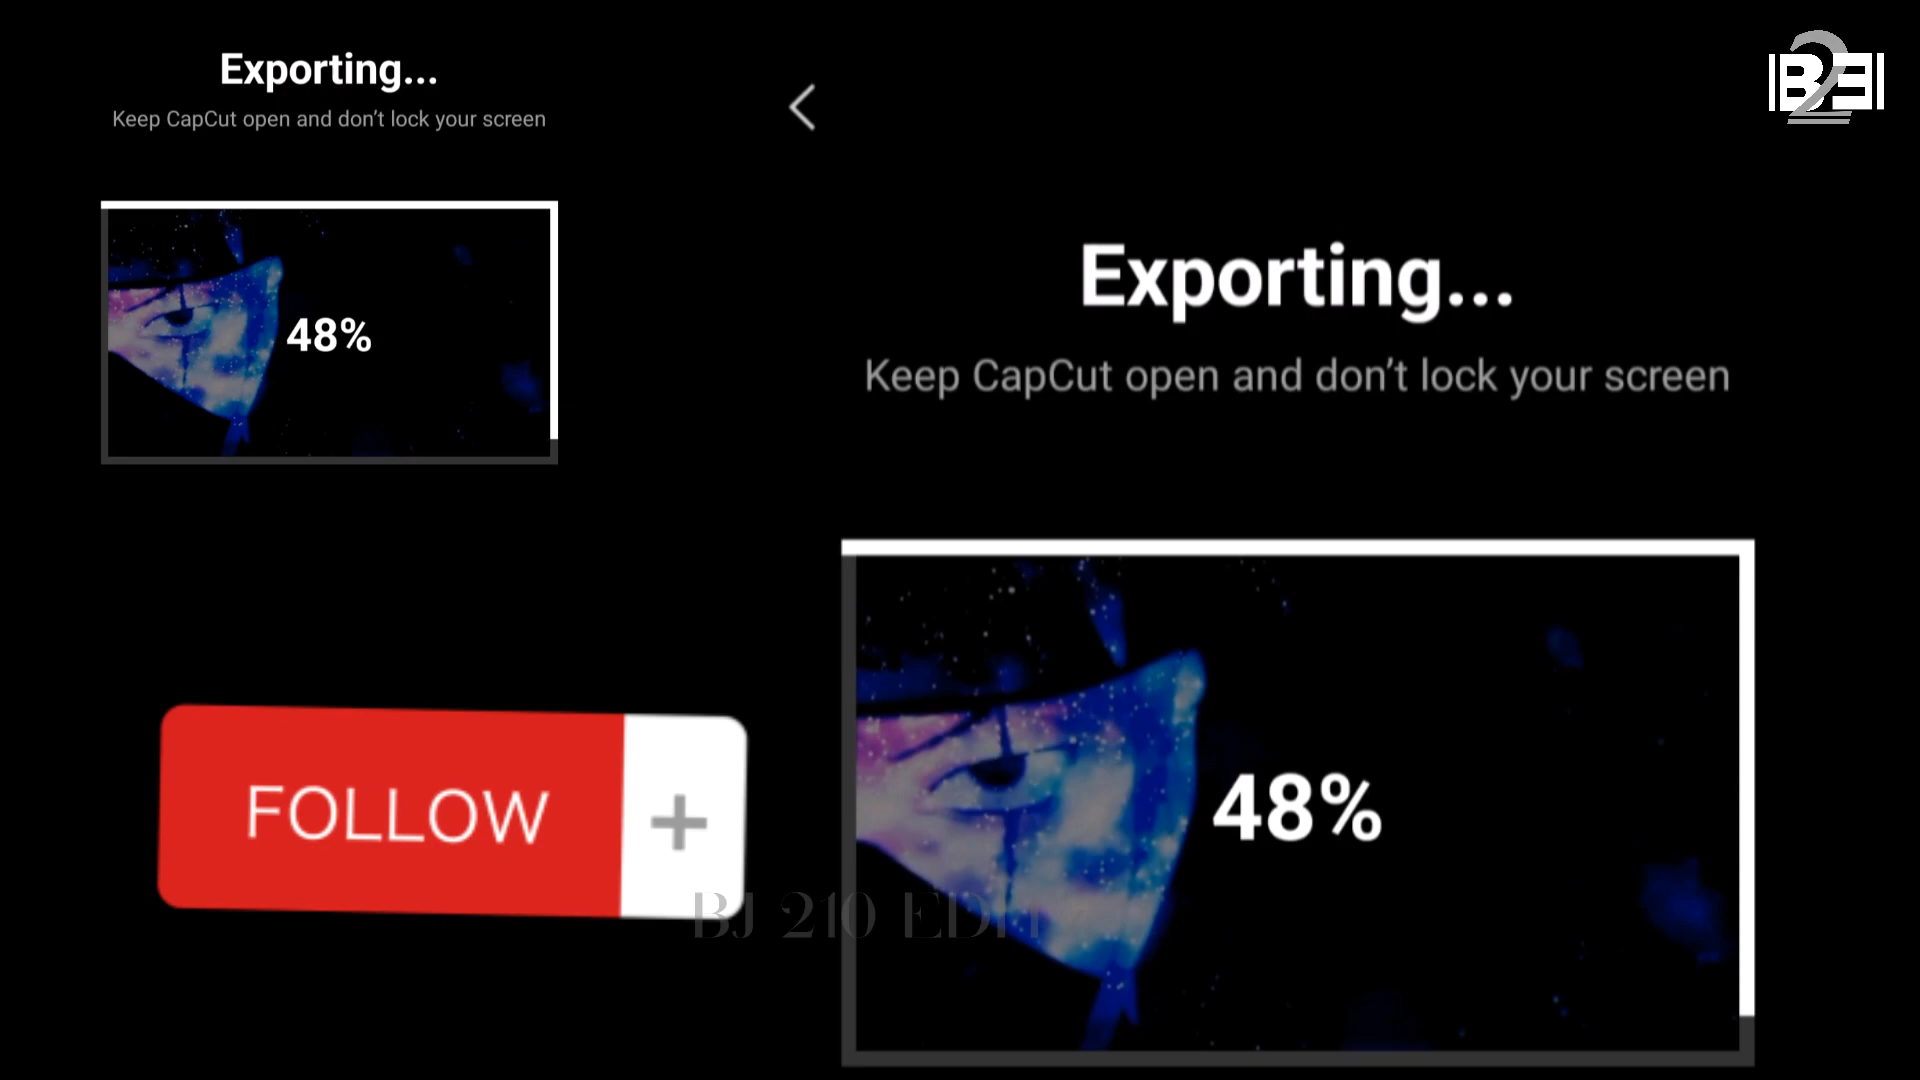 Exporting...
Keep CapCut open and don't lock your screen
48%
FOLLOW +
BJ 210 EDIT
B2E
Exporting...
Keep CapCut open and don't lock your screen
48%